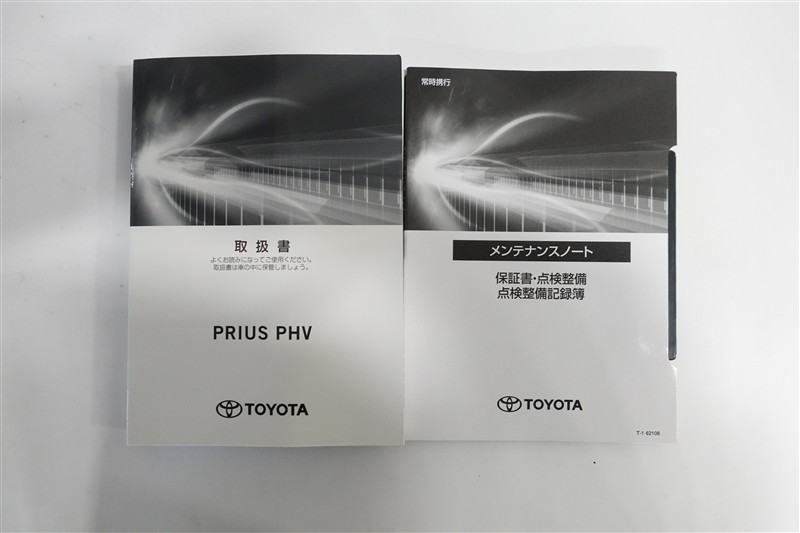 取扱書
よくお読みになってご使用ください。
取扱書は車の中に保管しましょう。
PRIUS PHV
TOYOTA
常時携行
メンテナンスノート
保証書・点検整備
点検整備記録簿
TOYOTA
T-1 62108